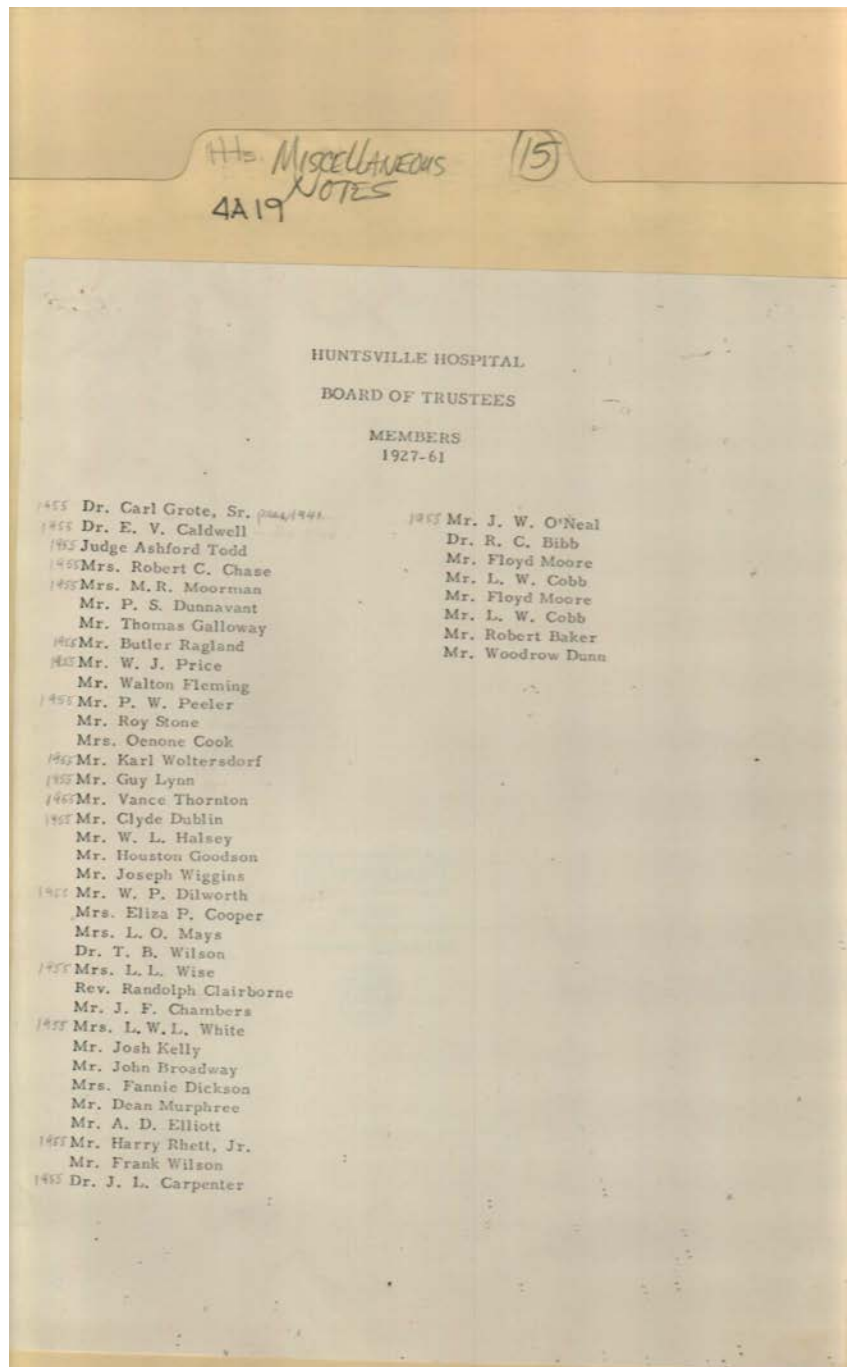 MISCELLANEOUS (15)
NOTES
4A19
HUNTSVILLE HOSPITAL
BOARD OF TRUSTEES
MEMBERS
1927-61
1955 Dr. Carl Grote, Sr.
1955 Dr. E. V. Caldwell
1955 Judge Ashford Todd
1955 Mrs. Robert C. Chase
1955 Mrs. M. R. Moorman
Mr. P. S. Dunnavant
Mr. Thomas Galloway
1955 Mr. Butler Ragland
1955 Mr. W. J. Price
Mr. Walton Fleming
1955 Mr. P. W. Peeler
Mr. Roy Stone
Mrs. Oenone Cook
1955 Mr. Karl Woltersdorf
1955 Mr. Guy Lynn
1955 Mr. Vance Thornton
1955 Mr. Clyde Dublin
Mr. W. L. Halsey
Mr. Houston Goodson
Mr. Joseph Wiggins
1955 Mr. W. P. Dilworth
Mrs. Eliza P. Cooper
Mrs. L. O. Mays
Dr. T. B. Wilson
1955 Mrs. L. L. Wise
Rev. Randolph Clairborne
Mr. J. F. Chambers
1955 Mrs. L. W. L. White
Mr. Josh Kelly
Mr. John Broadway
Mrs. Fannie Dickson
Mr. Dean Murphree
Mr. A. D. Elliott
1955 Mr. Harry Rhett, Jr.
Mr. Frank Wilson
1955 Dr. J. L. Carpenter
1955 Mr. J. W. O'Neal
Dr. R. C. Bibb
Mr. Floyd Moore
Mr. L. W. Cobb
Mr. Floyd Moore
Mr. L. W. Cobb
Mr. Robert Baker
Mr. Woodrow Dunn